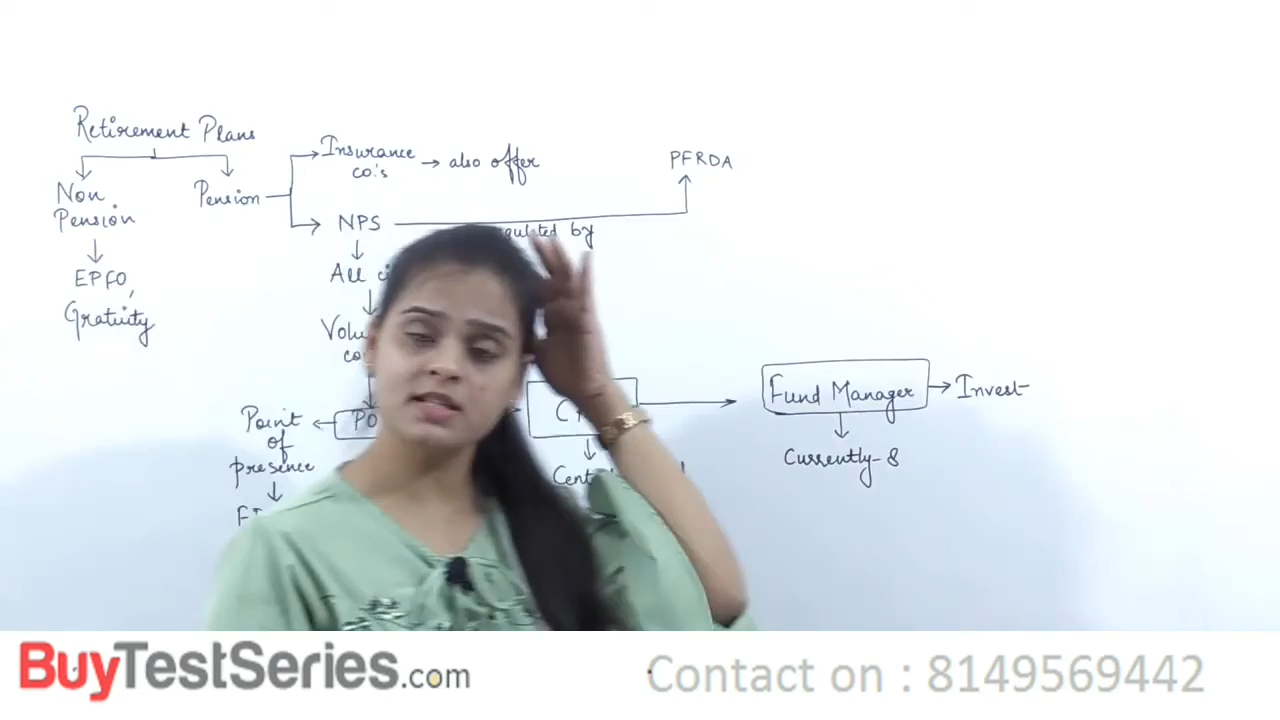 Retirement Plans
Non
Pension
EPFO,
Gratuity
Pension
Insurance
co's
also offer
NPS
by
PFRDA
All
Point
of
presence
Fund Manager
Invest
Currently-8
BuyTestSeries.com
Contact on : 8149569442